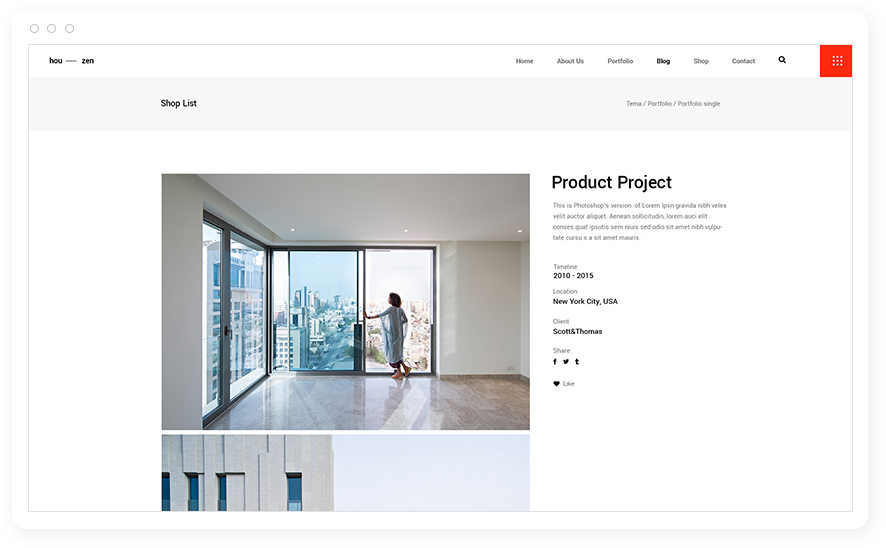 hou — zen
Home About Us Portfolio Blog Shop Contact
Shop List
Tema / Portfolio / Portfolio single
Product Project
This is Photoshop's version of Lorem Ipsn gravida nibh veles
velit auctor aliquet. Aenean sollicitudin, lorem auci elit
conses quat ipsutis sem niuis sed odio sit amet nibh vulpu-
tate cursu s a sit amet mauris.
Timeline
2010 - 2015
Location
New York City, USA
Client
Scott&Thomas
Share:
Like